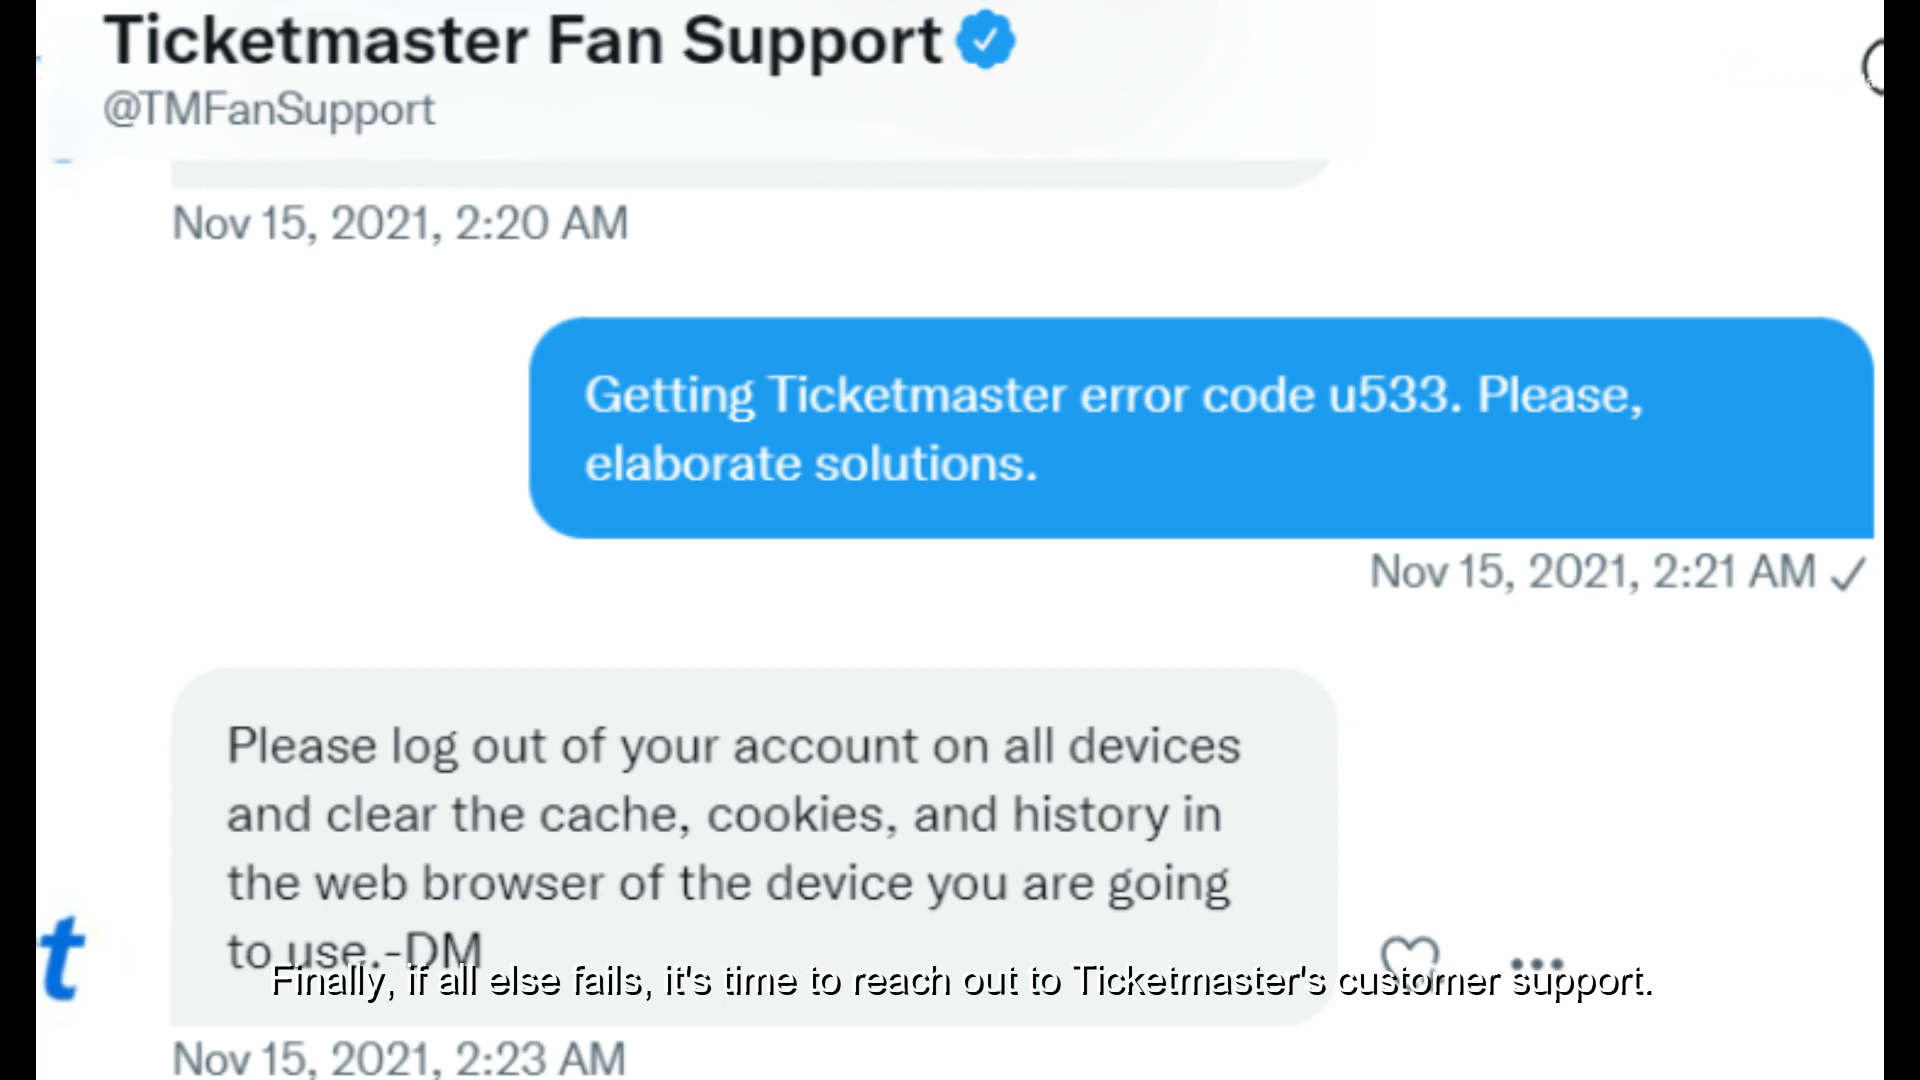 Ticketmaster Fan Support
@TMFanSupport
Nov 15, 2021, 2:20 AM
Getting Ticketmaster error code u533. Please,
elaborate solutions.
Nov 15, 2021, 2:21 AM
Please log out of your account on all devices
and clear the cache, cookies, and history in
the web browser of the device you are going
to use.-DM
t
Finally, if all else fails, it's time to reach out to Ticketmaster's customer support.
Nov 15, 2021, 2:23 AM